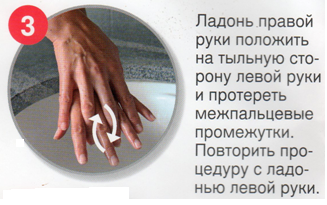 3
Ладонь правой
руки положить
на тыльную сто-
рону левой руки
и протереть
межпальцевые
промежутки.
Повторить про-
цедуру с ладо-
нью левой руки.